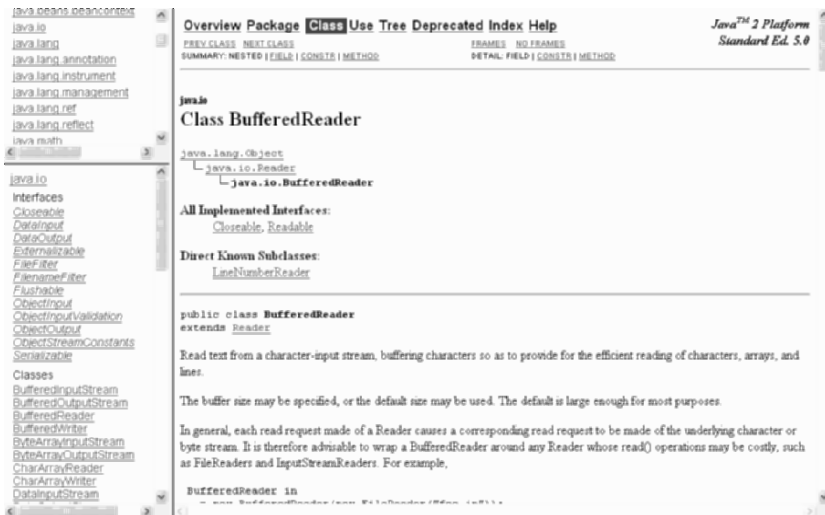 java.beans.beancontext
java.io
java.lang
java.lang.annotation
java.lang.instrument
java.lang.management
java.lang.ref
java.lang.reflect
java.math
java.io
Interfaces
Closeable
DataInput
DataOutput
Externalizable
FileFilter
FilenameFilter
Flushable
ObjectInput
ObjectInputValidation
ObjectOutput
ObjectStreamConstants
Serializable
Classes
BufferedInputStream
BufferedOutputStream
BufferedReader
BufferedWriter
ByteArrayInputStream
ByteArrayOutputStream
CharArrayReader
CharArrayWriter
DataInputStream
Overview Package Class Use Tree Deprecated Index Help
Java™ 2 Platform
Standard Ed. 5.0
PREV CLASS NEXT CLASS
FRAMES NO FRAMES
SUMMARY: NESTED | FIELD | CONSTR | METHOD
DETAIL: FIELD | CONSTR | METHOD
java.io
Class BufferedReader
java.lang.Object
java.io.Reader
java.io.BufferedReader
All Implemented Interfaces:
Closeable, Readable
Direct Known Subclasses:
LineNumberReader
public class BufferedReader
extends Reader
Read text from a character-input stream, buffering characters so as to provide for the efficient reading of characters, arrays, and
lines.
The buffer size may be specified, or the default size may be used. The default is large enough for most purposes.
In general, each read request made of a Reader causes a corresponding read request to be made of the underlying character or
byte stream. It is therefore advisable to wrap a BufferedReader around any Reader whose read() operations may be costly, such
as FileReaders and InputStreamReaders. For example,
BufferedReader in